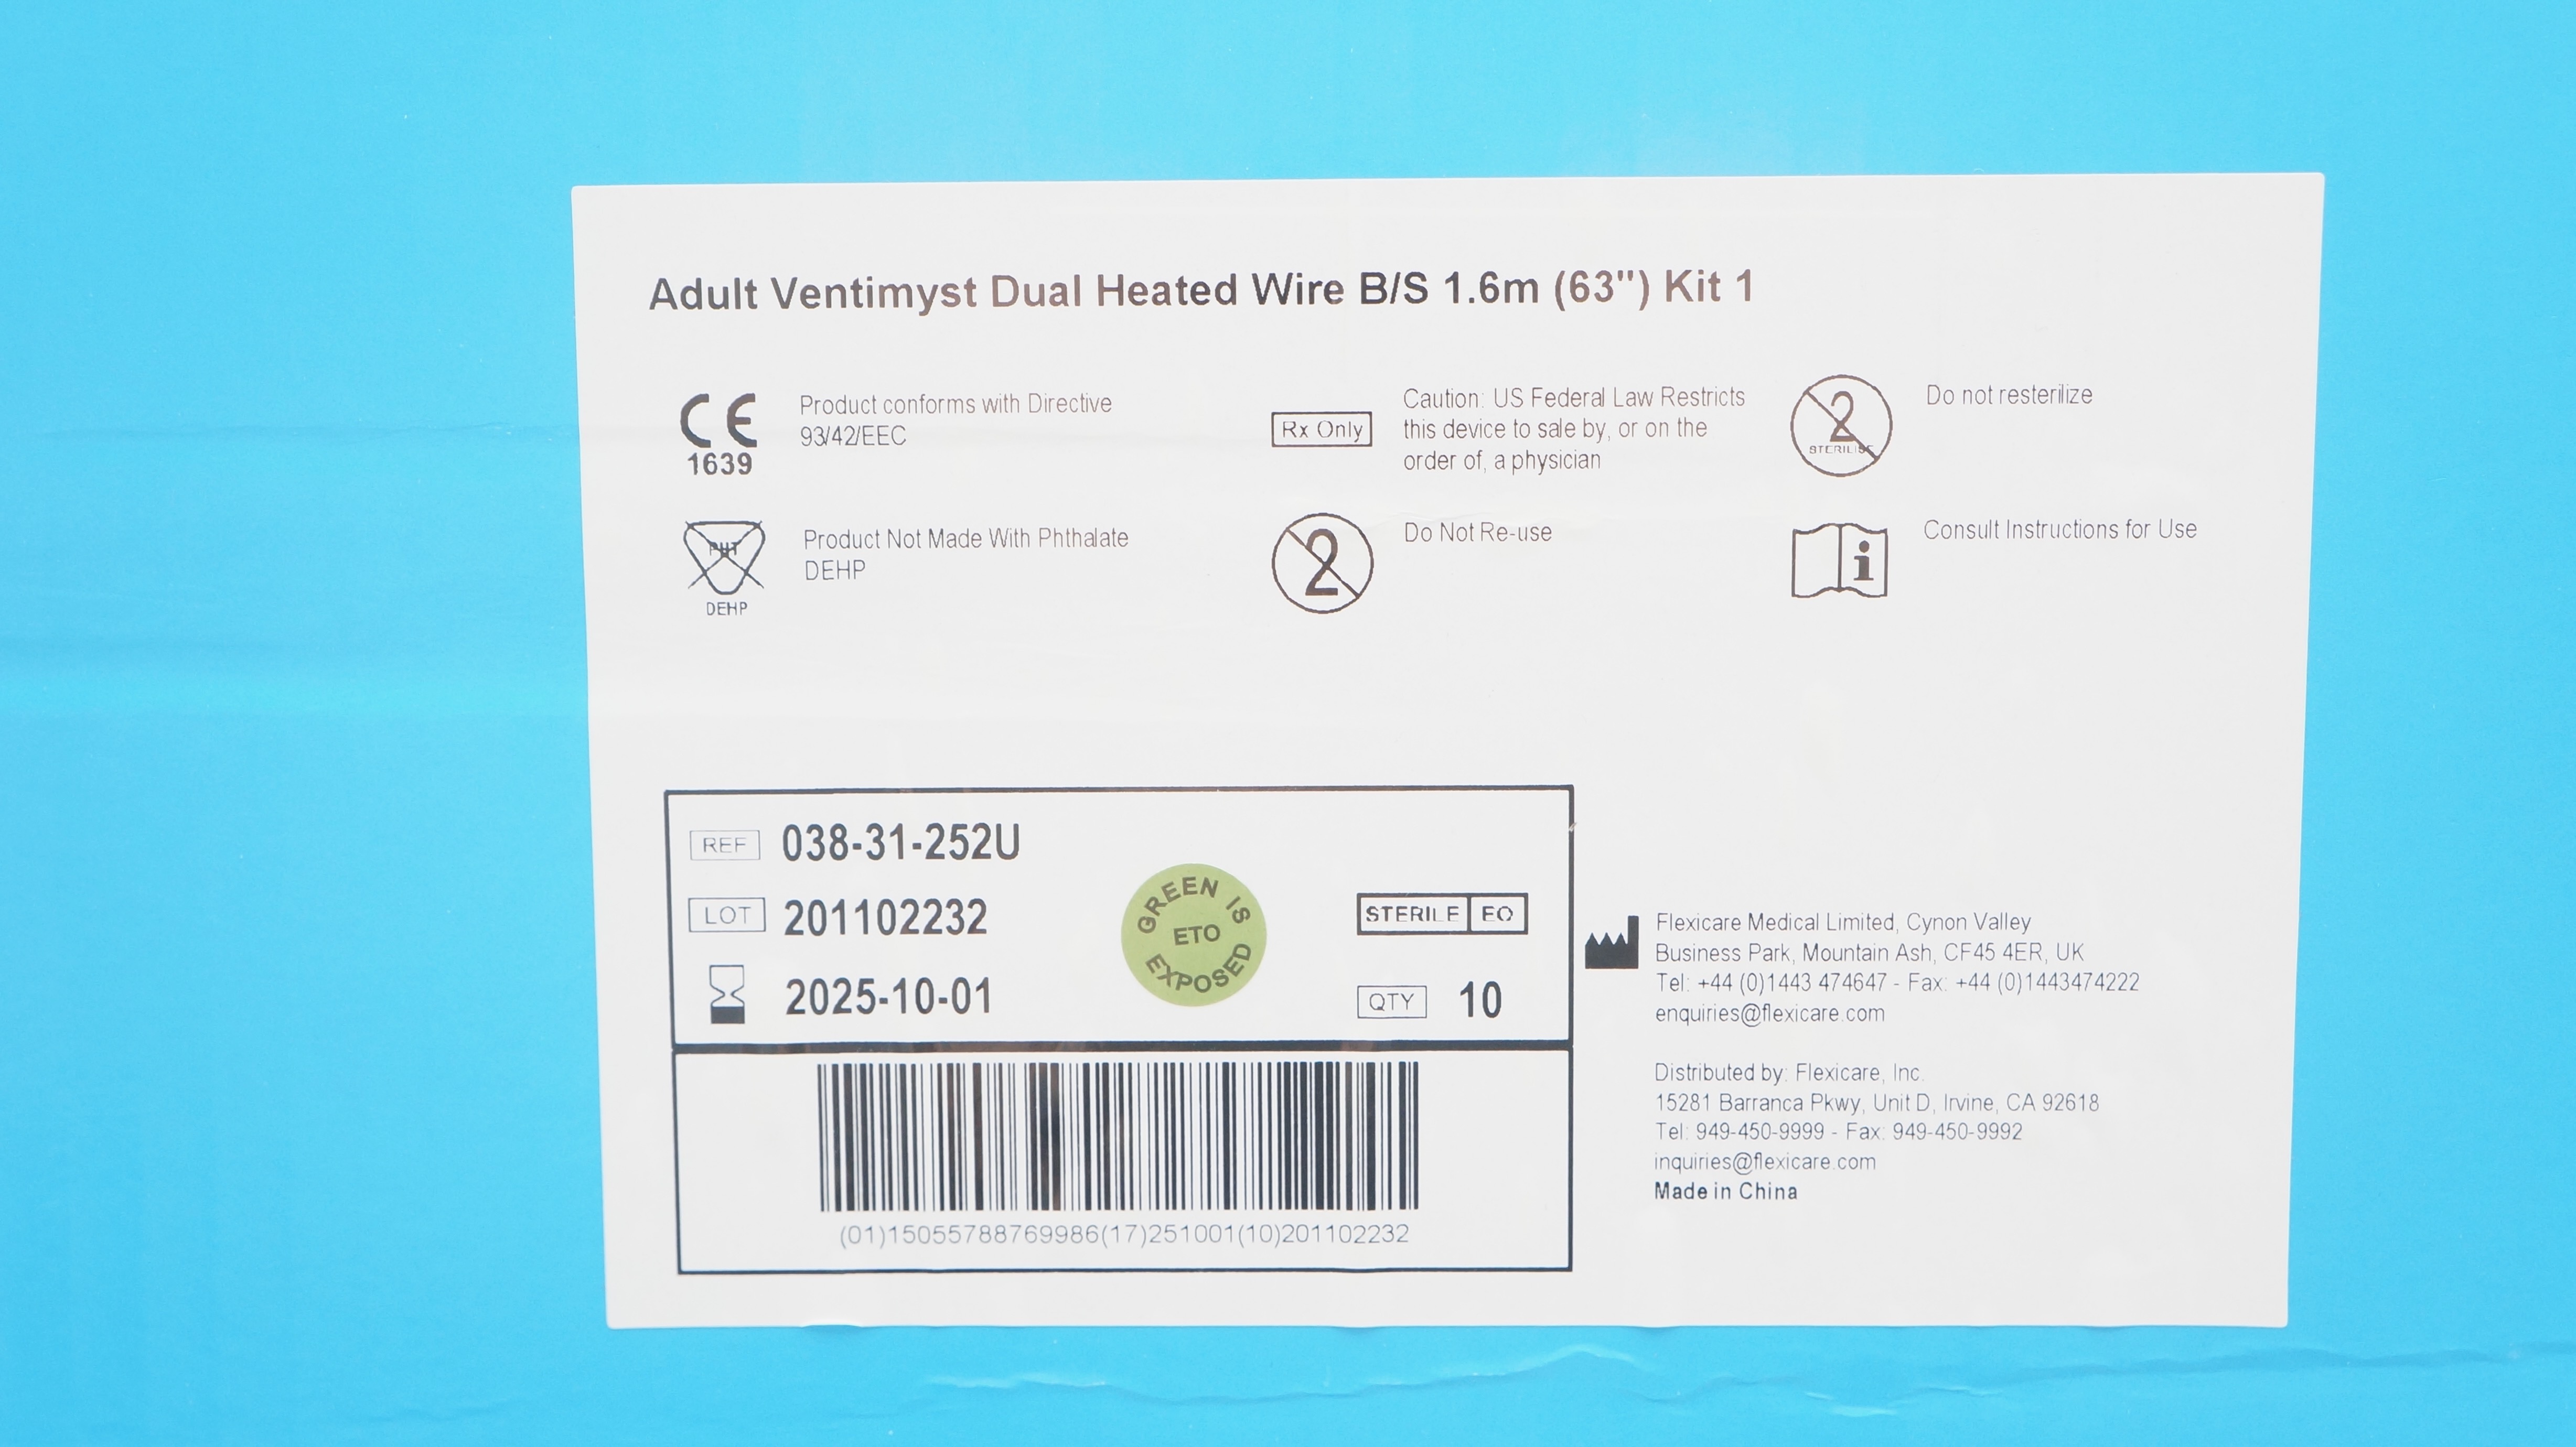 Adult Ventimyst Dual Heated Wire B/S 1.6m (63") Kit 1
CE
1639
Product conforms with Directive
93/42/EEC
Rx Only
Caution: US Federal Law Restricts
this device to sale by, or on the
order of, a physician
2
STERILISE
Do not resterilize
PHT
DEHP
Product Not Made With Phthalate
DEHP
2
Do Not Re-use
i
Consult Instructions for Use
REF 038-31-252U
LOT 201102232
2025-10-01
GREEN IS
ETO
EXPOSED
STERILE EO
QTY 10
(01)15055788769986(17)251001(10)201102232
Flexicare Medical Limited, Cynon Valley
Business Park, Mountain Ash, CF45 4ER, UK
Tel: +44 (0)1443 474647 - Fax: +44 (0)1443474222
enquiries@flexicare.com
Distributed by: Flexicare, Inc.
15281 Barranca Pkwy, Unit D, Irvine, CA 92618
Tel: 949-450-9999 - Fax: 949-450-9992
inquiries@flexicare.com
Made in China